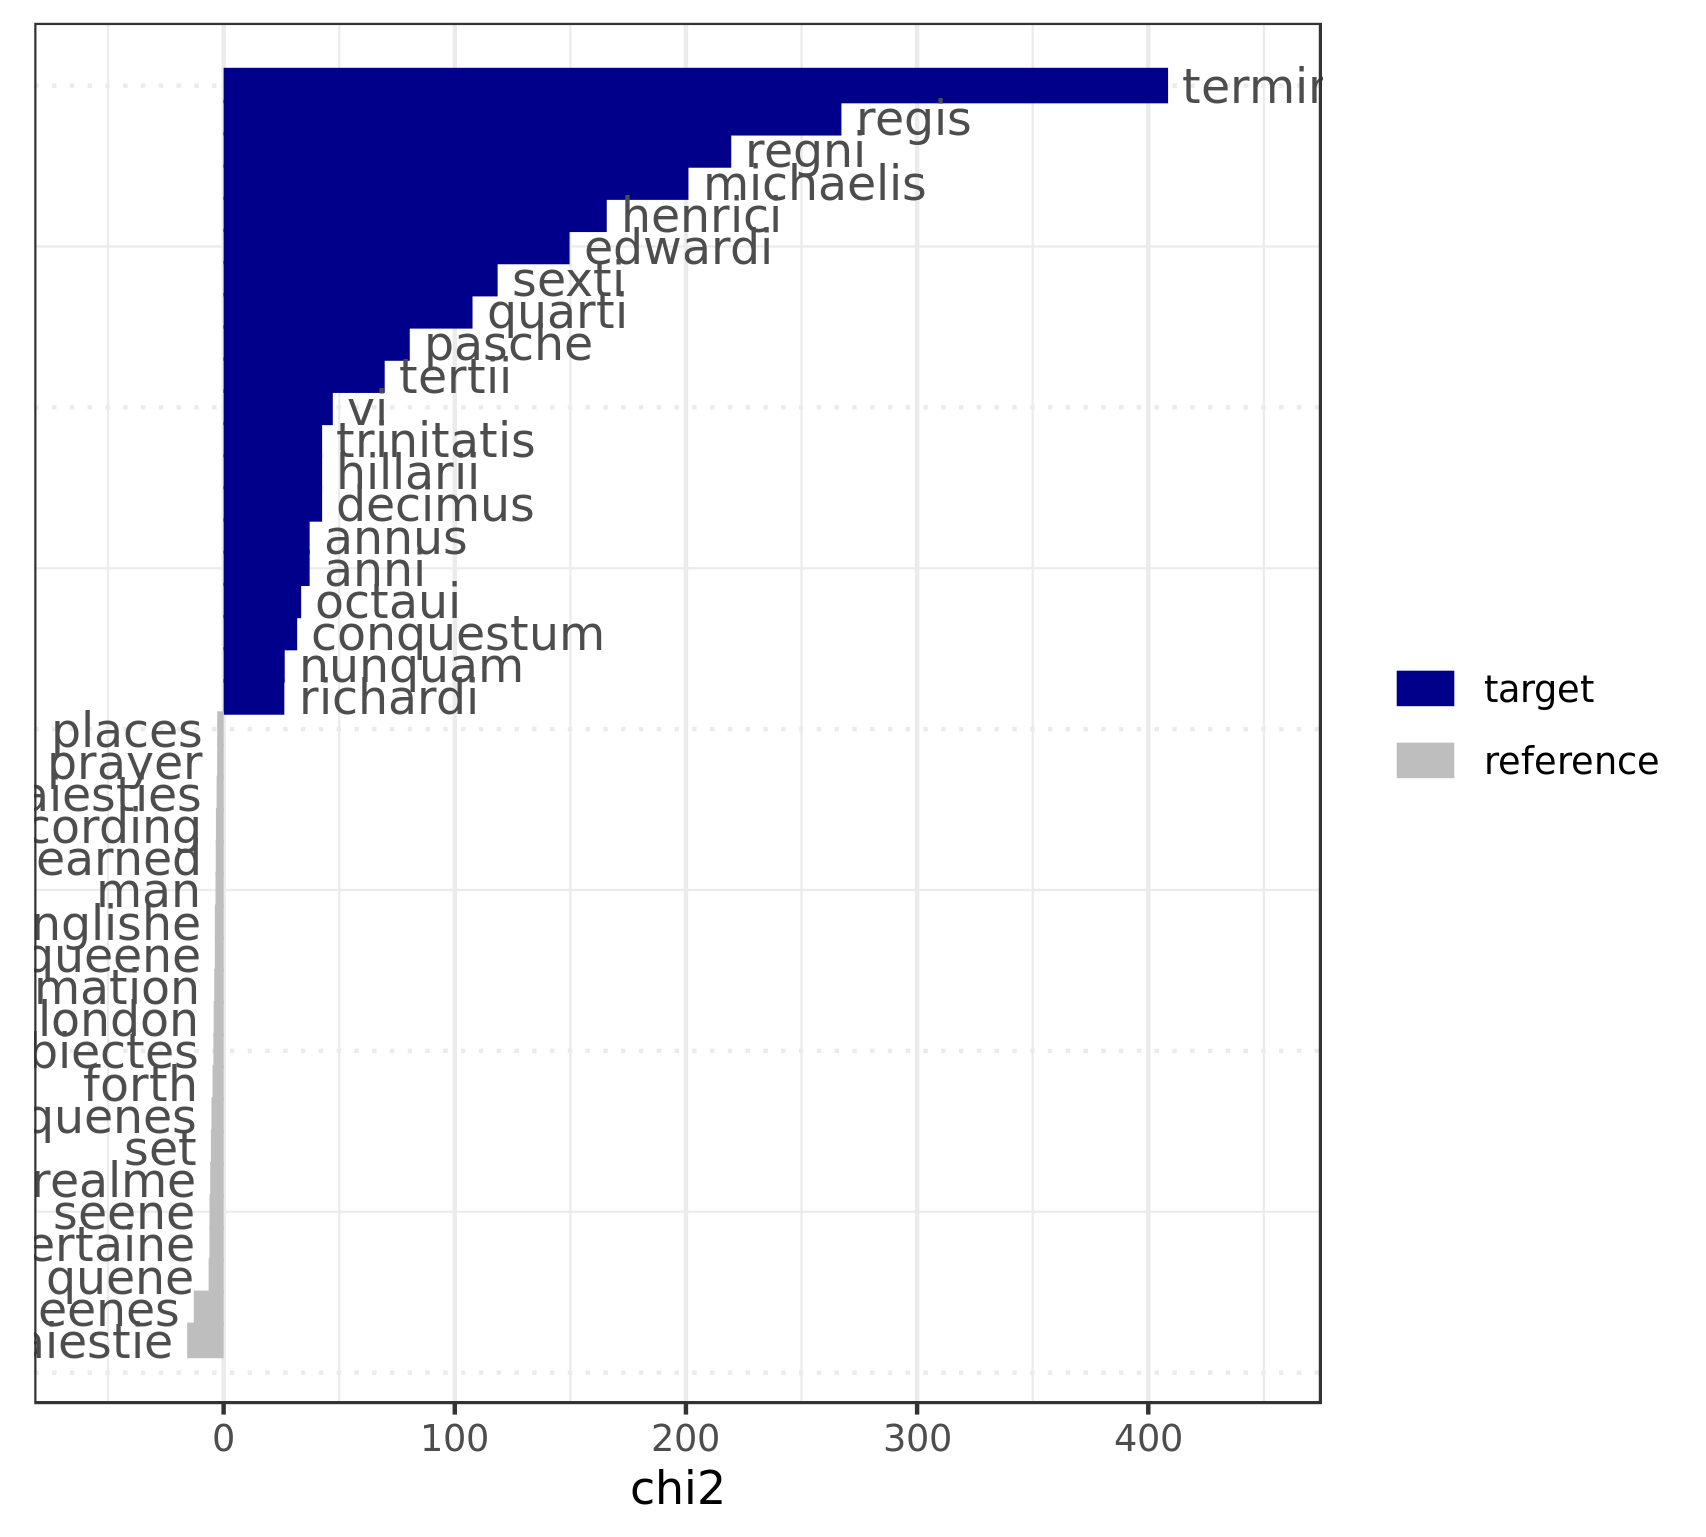 termin
regis
regni
michaelis
henrici
edwardi
sexti
quarti
pasche
tertii
vi
trinitatis
hillarii
decimus
annus
anni
octaui
conquestum
nunquam
richardi
places
prayer
aiesties
cording
earned
man
nglishe
queene
mation
london
biectes
forth
quenes
set
realme
seene
ertaine
quene
eenes
aiestie
target
reference
0 100 200 300 400
chi2